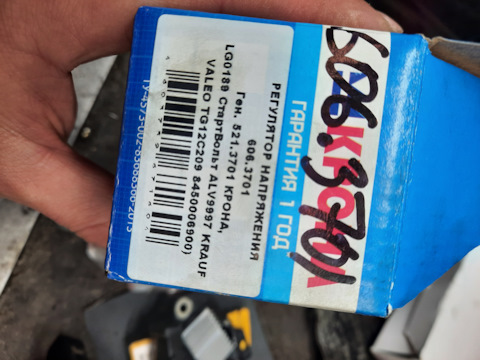 КРОНА
606.3701
ГАРАНТИЯ 1 ГОД
РЕГУЛЯТОР НАПРЯЖЕНИЯ
606.3701
Ген. 521.3701 КРОНА,
LG0189 СтартВольт ALV9997 KRAUF
VALEO TG12C209 8450006900)